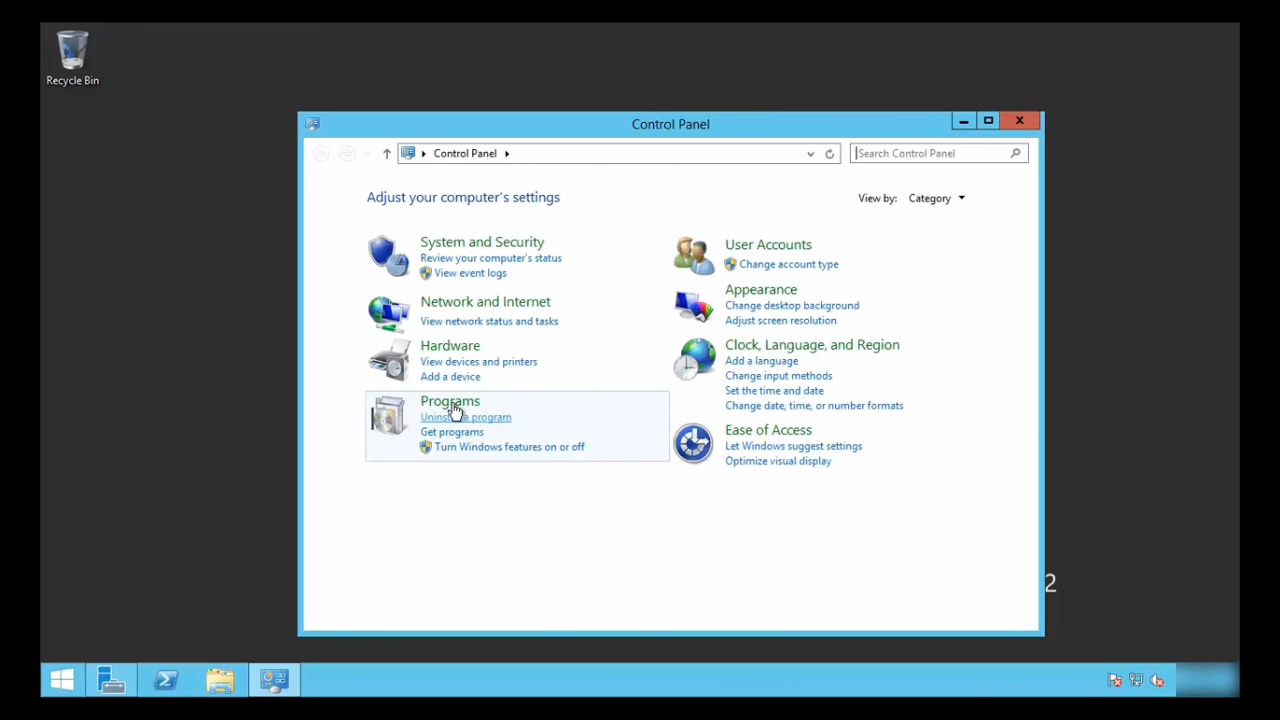 Recycle Bin
Control Panel
Control Panel
Search Control Panel
Adjust your computer's settings
View by: Category
System and Security
Review your computer's status
View event logs
Network and Internet
View network status and tasks
Hardware
View devices and printers
Add a device
Programs
Uninstall a program
Get programs
Turn Windows features on or off
User Accounts
Change account type
Appearance
Change desktop background
Adjust screen resolution
Clock, Language, and Region
Add a language
Change input methods
Set the time and date
Change date, time, or number formats
Ease of Access
Let Windows suggest settings
Optimize visual display
2